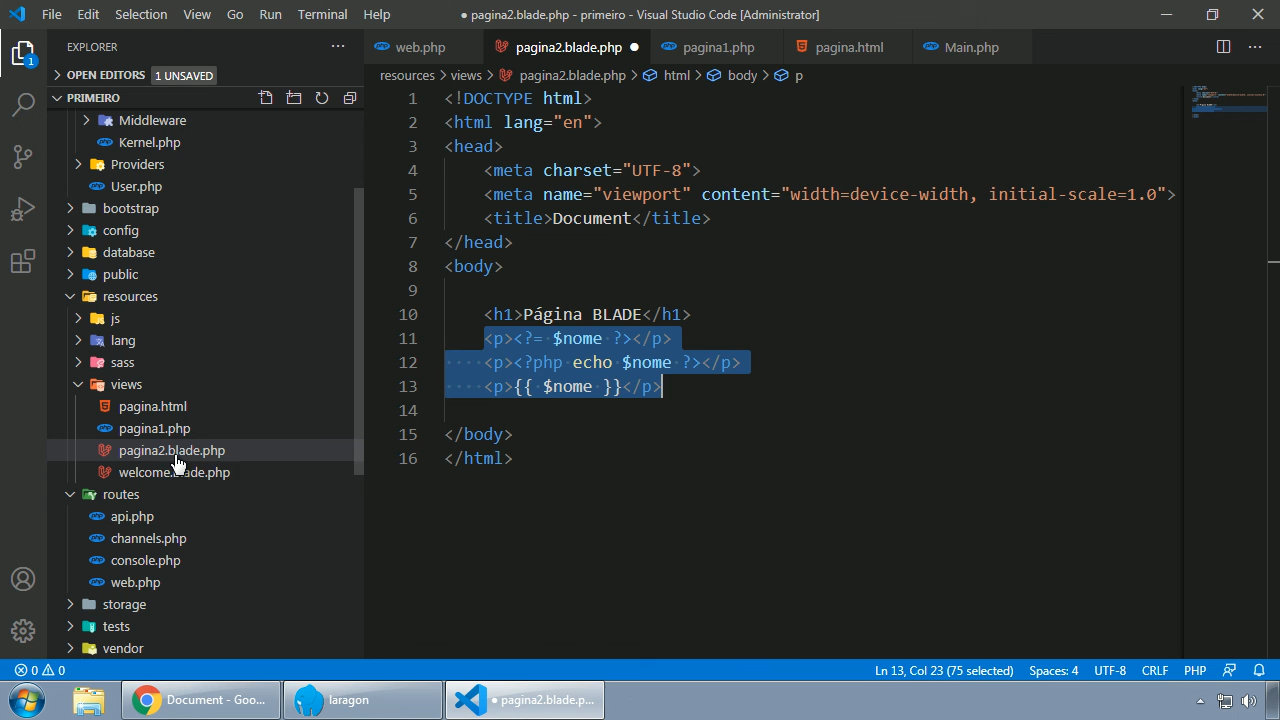 File Edit Selection View Go Run Terminal Help
● pagina2.blade.php - primeiro - Visual Studio Code [Administrator]
EXPLORER
OPEN EDITORS 1 UNSAVED
PRIMEIRO
Middleware
Kernel.php
Providers
User.php
bootstrap
config
database
public
resources
js
lang
sass
views
pagina.html
pagina1.php
pagina2.blade.php
welcome.blade.php
routes
api.php
channels.php
console.php
web.php
storage
tests
vendor
web.php pagina2.blade.php ● pagina1.php pagina.html Main.php
resources > views > pagina2.blade.php > html > body > p
1 <!DOCTYPE html>
2 <html lang="en">
3 <head>
4 <meta charset="UTF-8">
5 <meta name="viewport" content="width=device-width, initial-scale=1.0">
6 <title>Document</title>
7 </head>
8 <body>
9
10 <h1>Página BLADE</h1>
11 <p><?= $nome ?></p>
12 <p><?php echo $nome ?></p>
13 <p>{{ $nome }}</p>
14
15 </body>
16 </html>
1
0 0 Ln 13, Col 23 (75 selected) Spaces: 4 UTF-8 CRLF PHP
Document - Goo... laragon ● pagina2.blade.p...